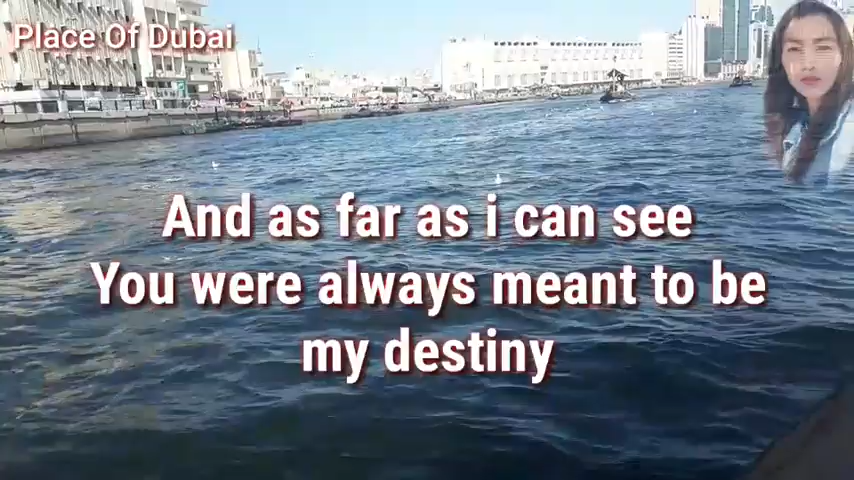 Place Of Dubai
And as far as i can see
You were always meant to be
my destiny